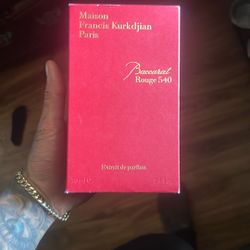 Maison
Francis Kurkdjian
Paris
Baccarat
Rouge 540
Extrait de parfum